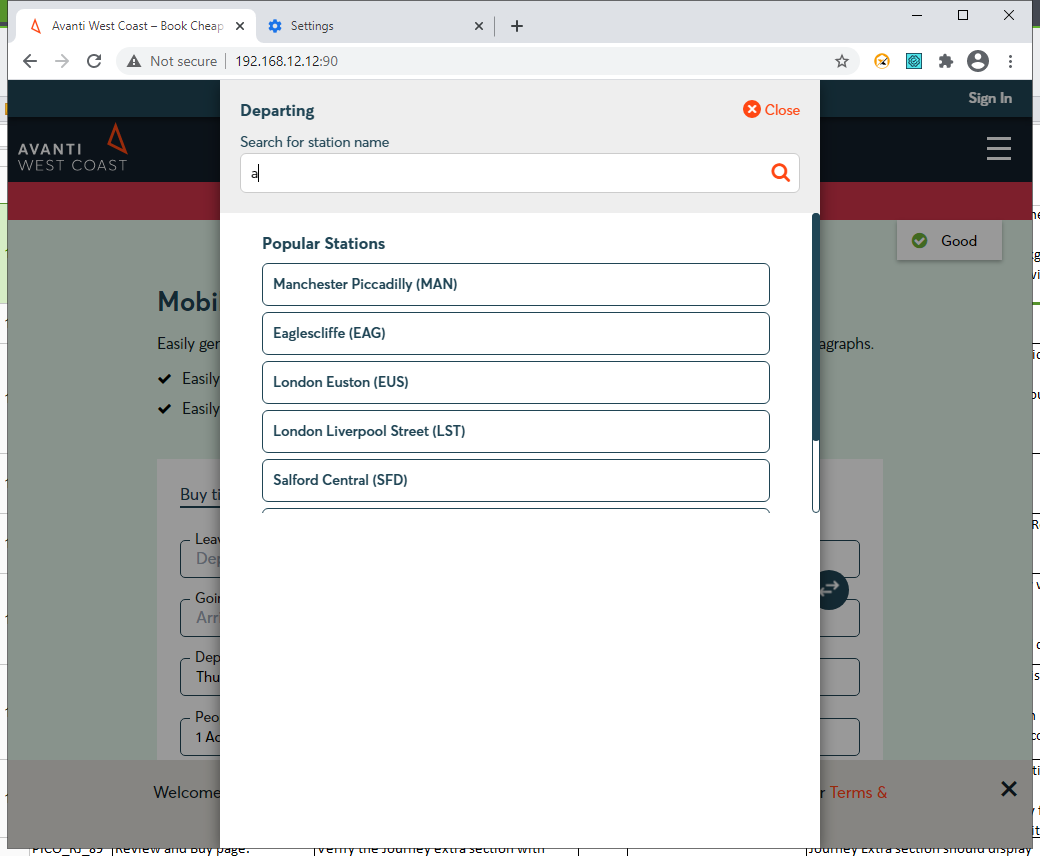 Avanti West Coast – Book Cheap
Settings
Not secure
192.168.12.12:90
Sign In
AVANTI
WEST COAST
Departing
Close
Search for station name
a
Popular Stations
Manchester Piccadilly (MAN)
Eaglescliffe (EAG)
London Euston (EUS)
London Liverpool Street (LST)
Salford Central (SFD)
Good
Mobi
Easily ger
agraphs.
Easily
Easily
Buy ti
Leav
Dep
Goin
Arr
Dep
Thu
Peo
1 Ad
Welcome
r Terms &
PICO_RJ_89 Review and Buy page. Verify the Journey extra section with Journey Extra section should display